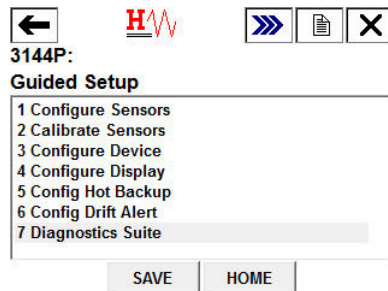 H
3144P:
Guided Setup
1 Configure Sensors
2 Calibrate Sensors
3 Configure Device
4 Configure Display
5 Config Hot Backup
6 Config Drift Alert
7 Diagnostics Suite
SAVE HOME